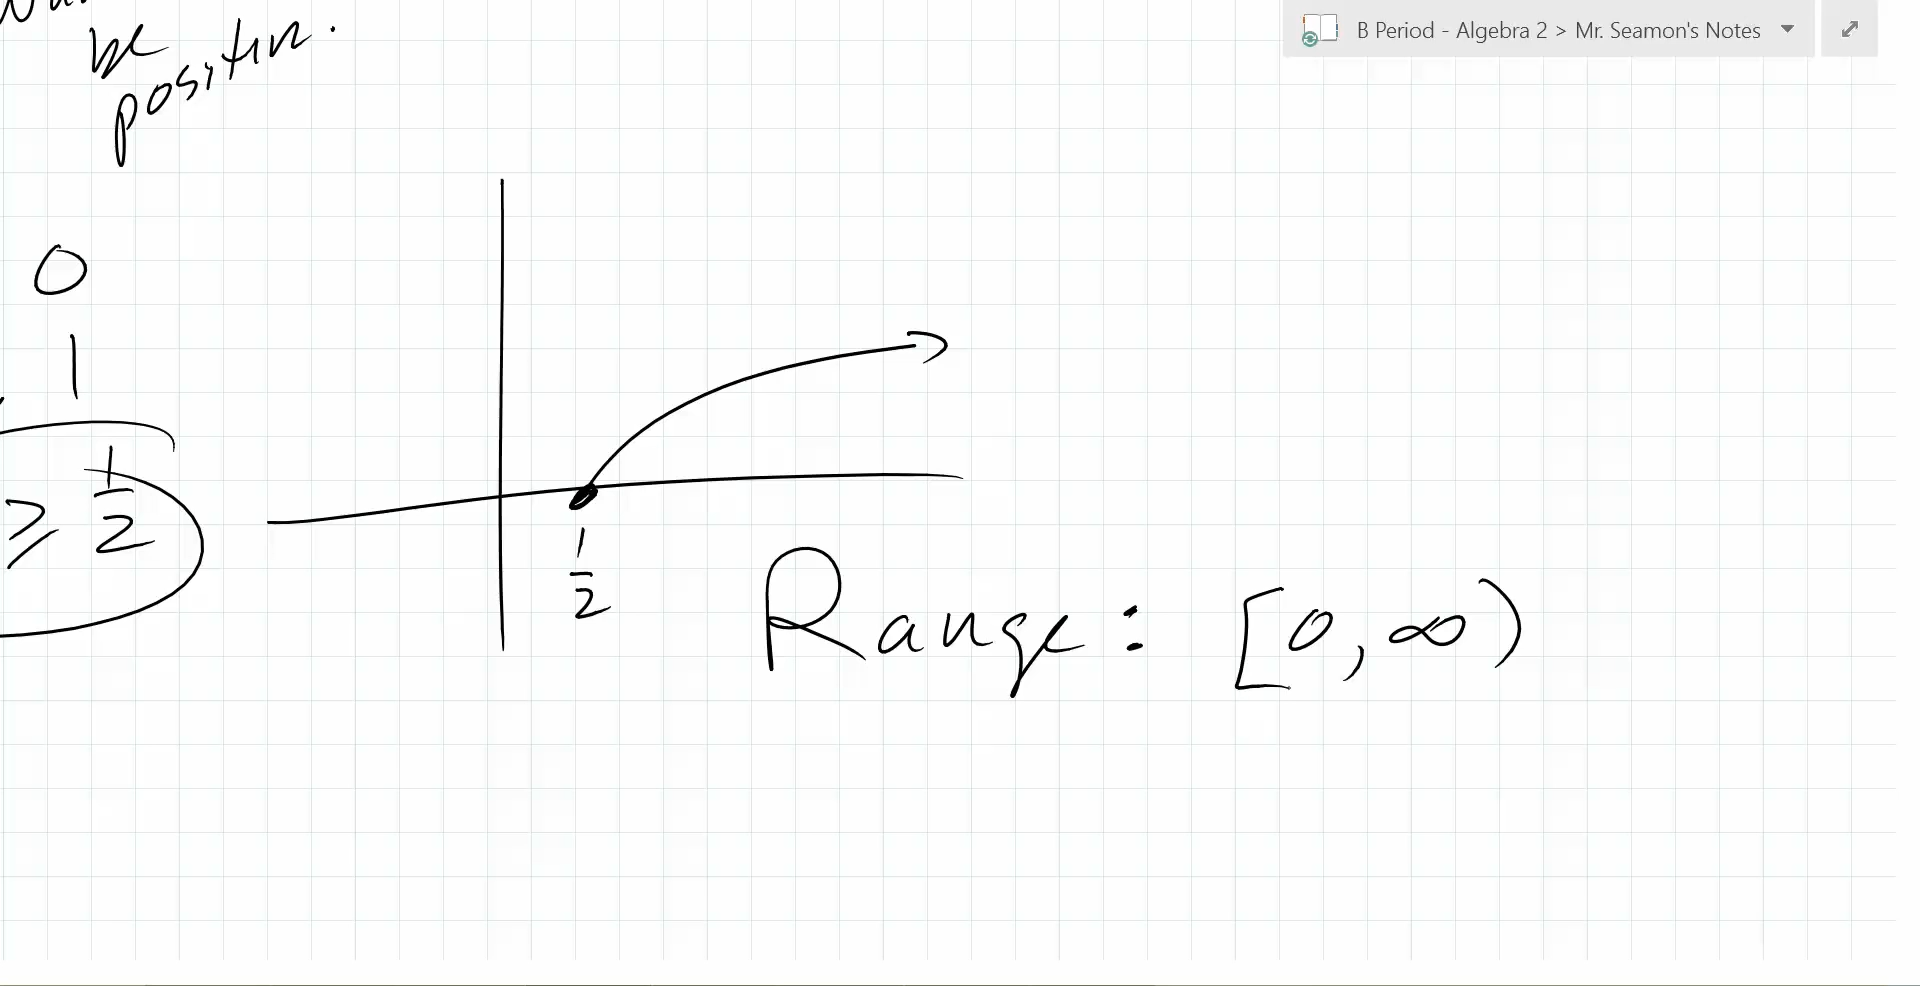 B Period - Algebra 2 > Mr. Seamon's Notes
be
positive.
0
1
≥ 1/2
1/2
Range: [0, ∞)